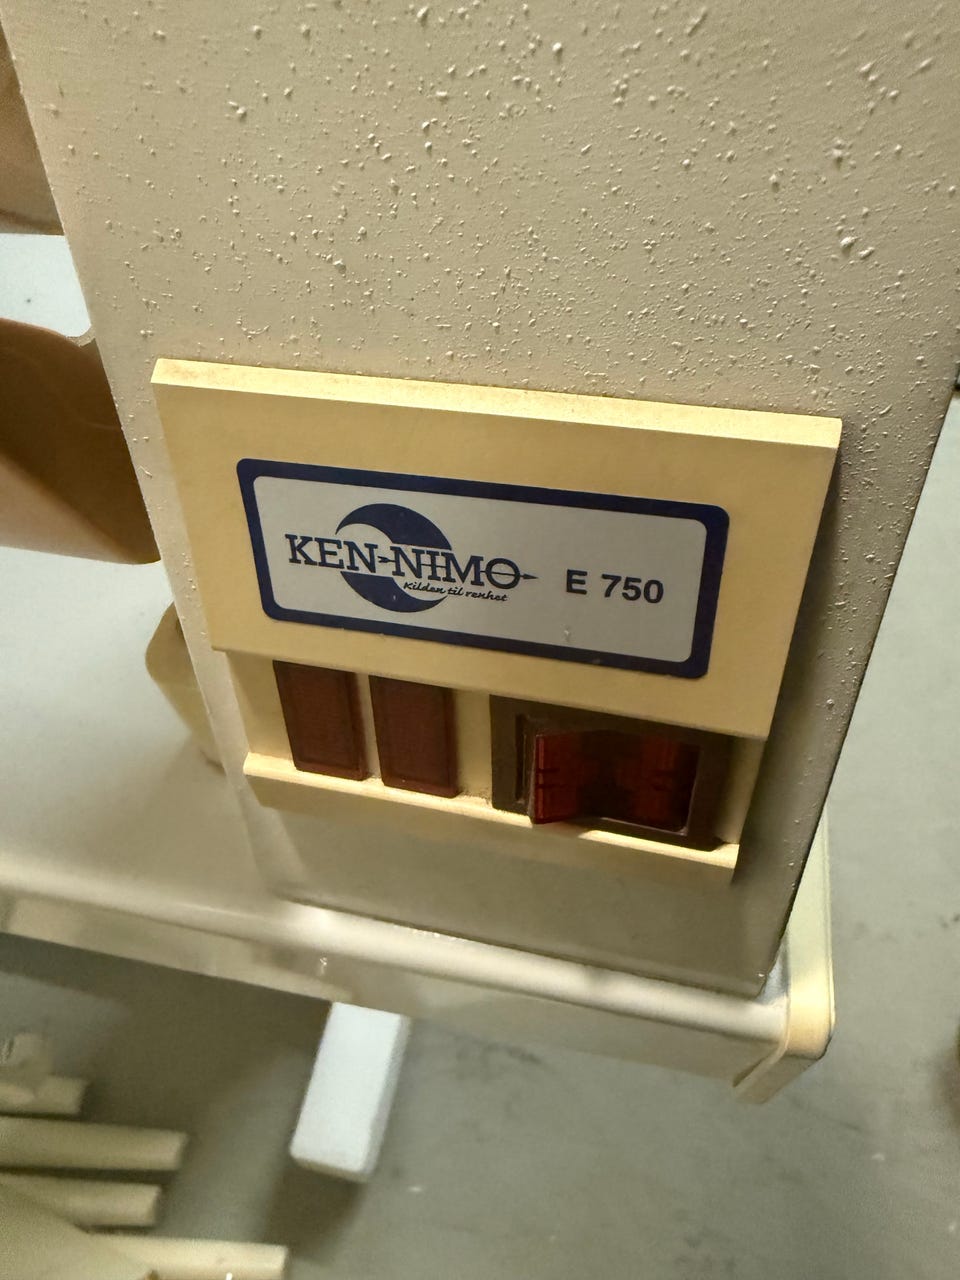 KEN-NIMO
Kilden til renhet
E 750